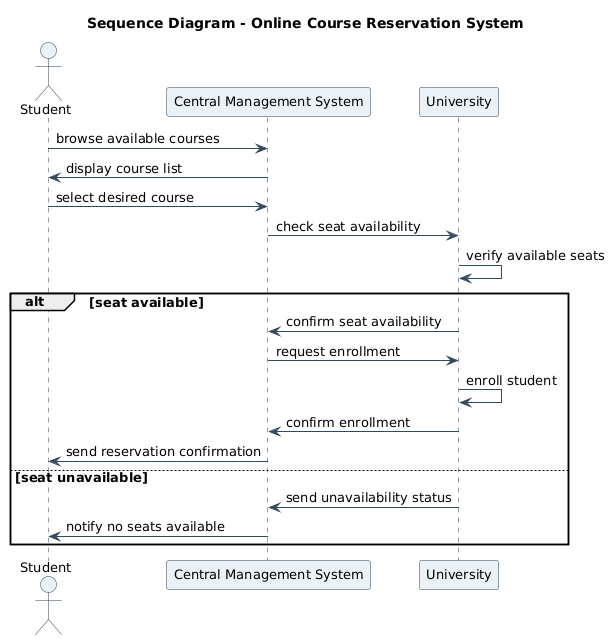 Sequence Diagram - Online Course Reservation System
Student
Central Management System
University
browse available courses
display course list
select desired course
check seat availability
verify available seats
alt
[seat available]
confirm seat availability
request enrollment
enroll student
confirm enrollment
send reservation confirmation
[seat unavailable]
send unavailability status
notify no seats available
Student
Central Management System
University